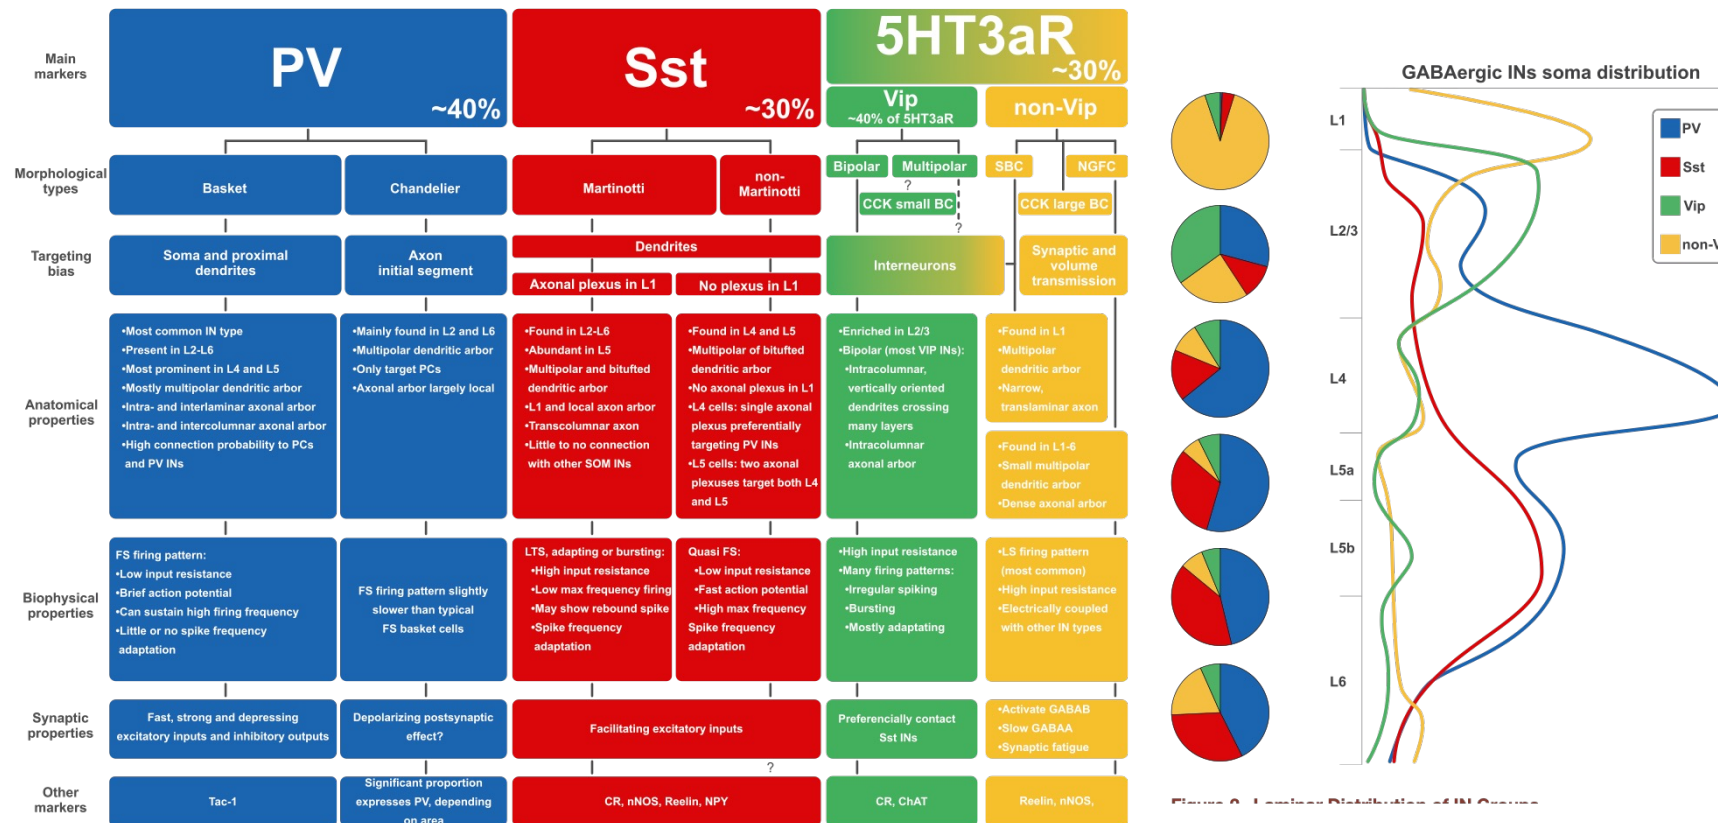 Main
markers
PV
~40%
Sst
~30%
5HT3aR
~30%
Vip
~40% of 5HT3aR
non-Vip
Morphological
types
Basket
Chandelier
Martinotti
non-
Martinotti
Bipolar
Multipolar
?
CCK small BC
?
SBC
NGFC
CCK large BC
Targeting
bias
Soma and proximal
dendrites
Axon
initial segment
Dendrites
Axonal plexus in L1
No plexus in L1
Interneurons
Synaptic and
volume
transmission
Anatomical
properties
•Most common IN type
•Present in L2-L6
•Most prominent in L4 and L5
•Mostly multipolar dendritic arbor
•Intra- and interlaminar axonal arbor
•Intra- and intercolumnar axonal arbor
•High connection probability to PCs
and PV INs
•Mainly found in L2 and L6
•Multipolar dendritic arbor
•Only target PCs
•Axonal arbor largely local
•Found in L2-L6
•Abundant in L5
•Multipolar and bitufted
dendritic arbor
•L1 and local axon arbor
•Transcolumnar axon
•Little to no connection
with other SOM INs
•Found in L4 and L5
•Multipolar of bitufted
dendritic arbor
•No axonal plexus in L1
•L4 cells: single axonal
plexus preferentially
targeting PV INs
•L5 cells: two axonal
plexuses target both L4
and L5
•Enriched in L2/3
•Bipolar (most VIP INs):
•Intracolumnar,
vertically oriented
dendrites crossing
many layers
•Intracolumnar
axonal arbor
•Found in L1
•Multipolar
dendritic arbor
•Narrow,
translaminar axon
•Found in L1-6
•Small multipolar
dendritic arbor
•Dense axonal arbor
Biophysical
properties
FS firing pattern:
•Low input resistance
•Brief action potential
•Can sustain high firing frequency
•Little or no spike frequency
adaptation
FS firing pattern slightly
slower than typical
FS basket cells
LTS, adapting or bursting:
•High input resistance
•Low max frequency firing
•May show rebound spike
•Spike frequency
adaptation
Quasi FS:
•Low input resistance
•Fast action potential
•High max frequency
Spike frequency
adaptation
•High input resistance
•Many firing patterns:
•Irregular spiking
•Bursting
•Mostly adaptating
•LS firing pattern
(most common)
•High input resistance
•Electrically coupled
with other IN types
Synaptic
properties
Fast, strong and depressing
excitatory inputs and inhibitory outputs
Depolarizing postsynaptic
effect?
Facilitating excitatory inputs
Preferencially contact
Sst INs
•Activate GABAB
•Slow GABAA
•Synaptic fatigue
?
Other
markers
Tac-1
Significant proportion
expresses PV, depending
on area
CR, nNOS, Reelin, NPY
CR, ChAT
Reelin, nNOS,
GABAergic INs soma distribution
L1
L2/3
L4
L5a
L5b
L6
PV
Sst
Vip
non-V
Figure 2. Laminar Distribution of IN Groups